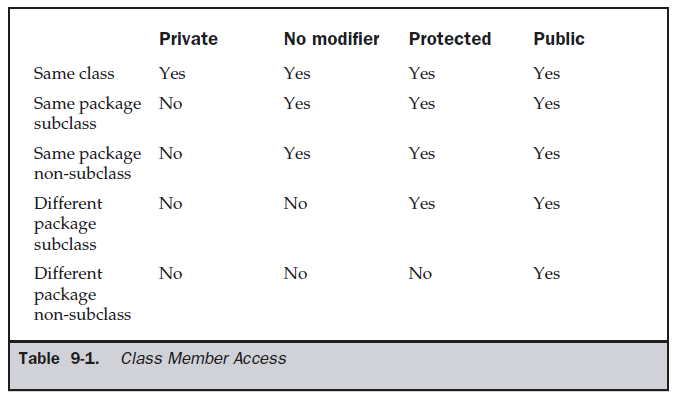 Private No modifier Protected Public
Same class Yes Yes Yes Yes
Same package No Yes Yes Yes
subclass
Same package No Yes Yes Yes
non-subclass
Different No No Yes Yes
package
subclass
Different No No No Yes
package
non-subclass
Table 9-1. Class Member Access